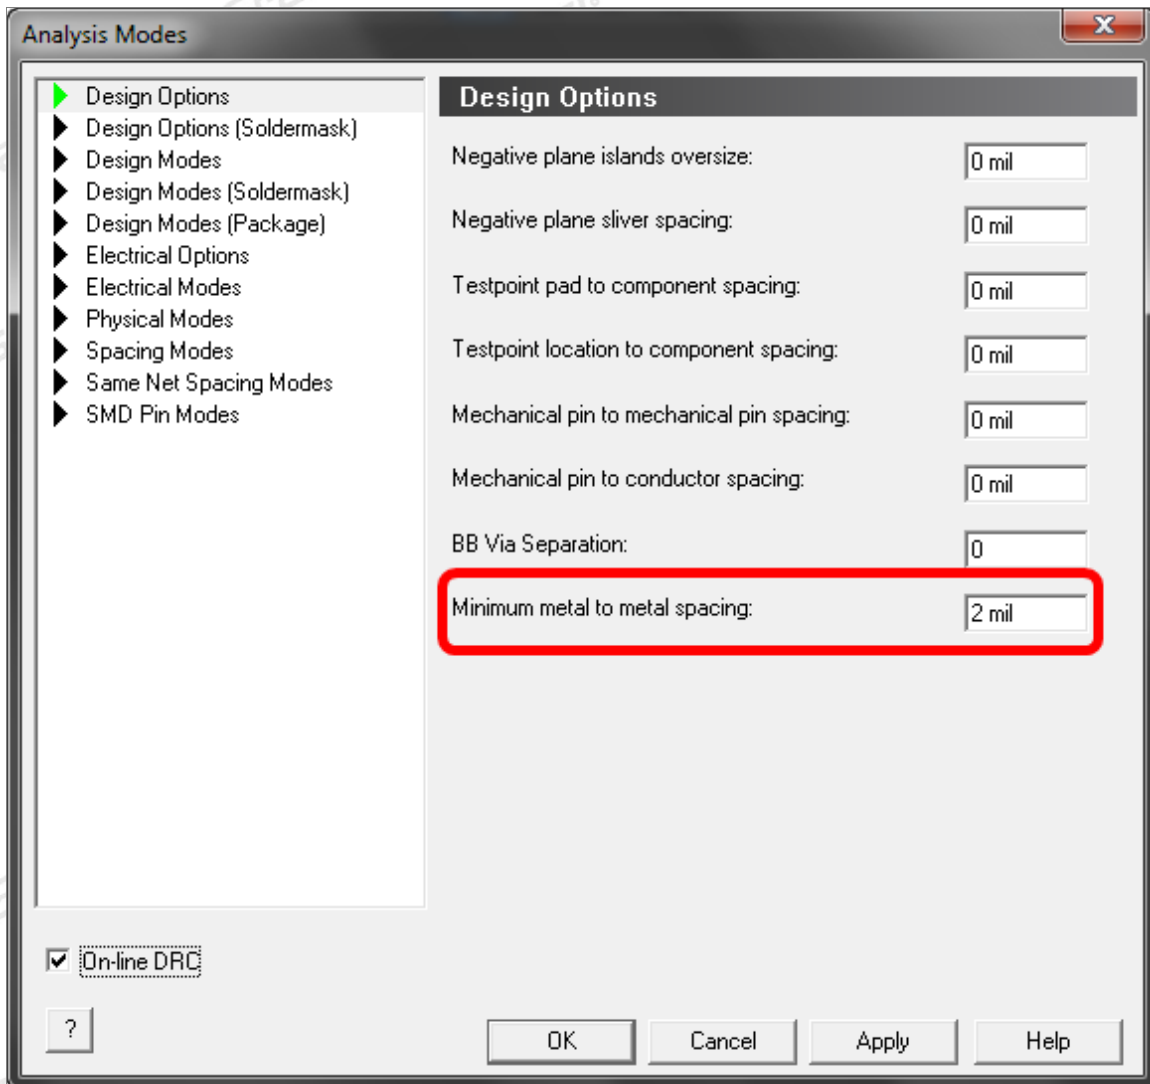 Analysis Modes
X
Design Options
Design Options (Soldermask)
Design Modes
Design Modes (Soldermask)
Design Modes (Package)
Electrical Options
Electrical Modes
Physical Modes
Spacing Modes
Same Net Spacing Modes
SMD Pin Modes
Design Options
Negative plane islands oversize: 0 mil
Negative plane sliver spacing: 0 mil
Testpoint pad to component spacing: 0 mil
Testpoint location to component spacing: 0 mil
Mechanical pin to mechanical pin spacing: 0 mil
Mechanical pin to conductor spacing: 0 mil
BB Via Separation: 0
Minimum metal to metal spacing: 2 mil
On-line DRC
? OK Cancel Apply Help